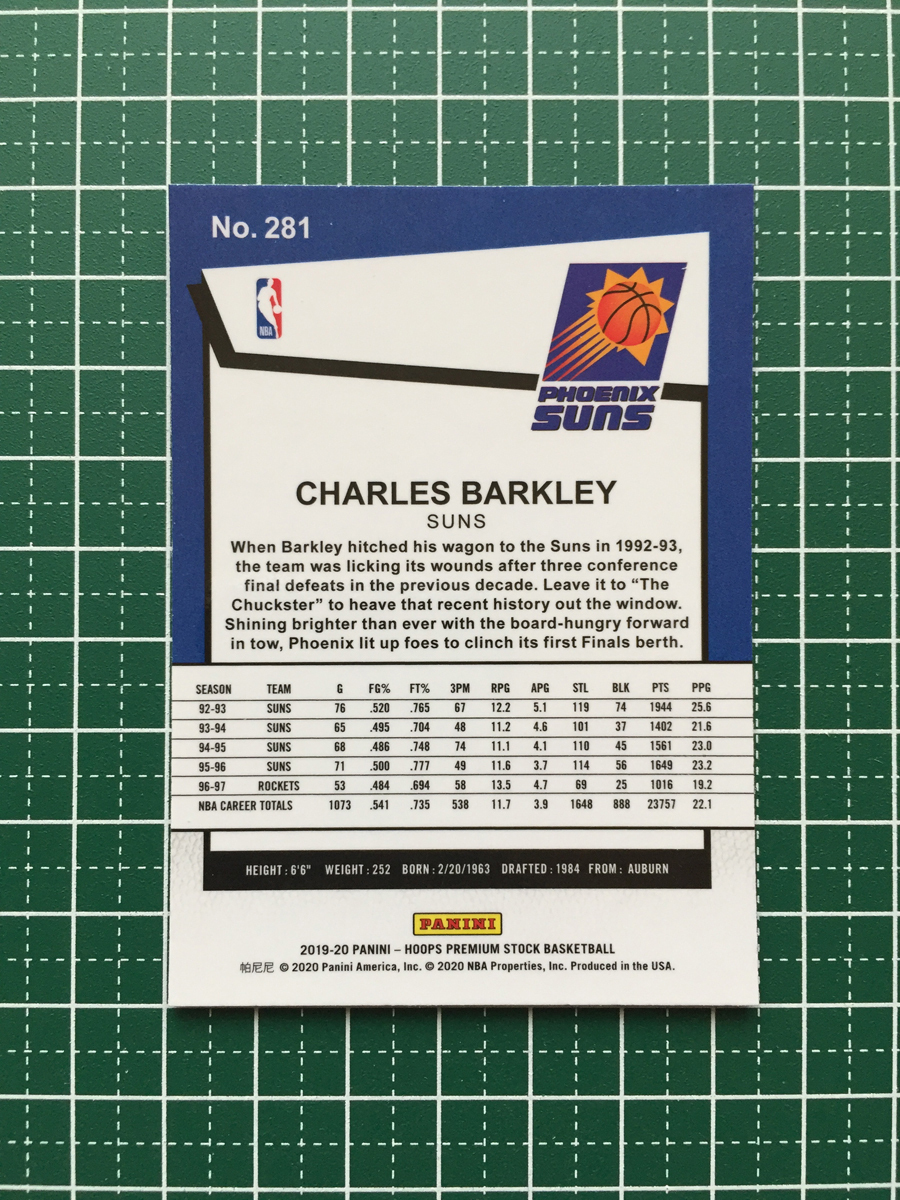 No. 281
NBA
PHOENIX
SUNS
CHARLES BARKLEY
SUNS
When Barkley hitched his wagon to the Suns in 1992-93,
the team was licking its wounds after three conference
final defeats in the previous decade. Leave it to “The
Chuckster” to heave that recent history out the window.
Shining brighter than ever with the board-hungry forward
in tow, Phoenix lit up foes to clinch its first Finals berth.
SEASON TEAM G FG% FT% 3PM RPG APG STL BLK PTS PPG
92-93 SUNS 76 .520 .765 67 12.2 5.1 119 74 1944 25.6
93-94 SUNS 65 .495 .704 48 11.2 4.6 101 37 1402 21.6
94-95 SUNS 68 .486 .748 74 11.1 4.1 110 45 1561 23.0
95-96 SUNS 71 .500 .777 49 11.6 3.7 114 56 1649 23.2
96-97 ROCKETS 53 .484 .694 58 13.5 4.7 69 25 1016 19.2
NBA CAREER TOTALS 1073 .541 .735 538 11.7 3.9 1648 888 23757 22.1
HEIGHT: 6'6" WEIGHT: 252 BORN: 2/20/1963 DRAFTED: 1984 FROM: AUBURN
PANINI
2019-20 PANINI – HOOPS PREMIUM STOCK BASKETBALL
帕尼尼 © 2020 Panini America, Inc. © 2020 NBA Properties, Inc. Produced in the USA.